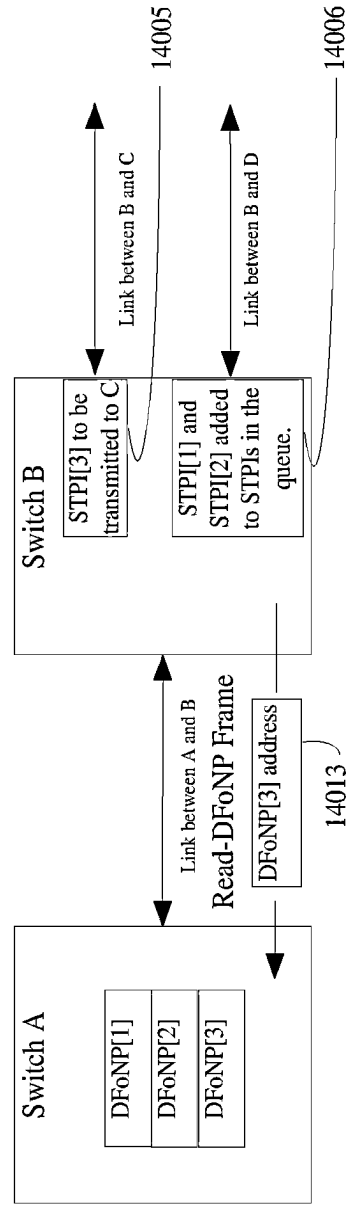 Switch A
DFoNP[1]
DFoNP[2]
DFoNP[3]
Link between A and B
Read-DFoNP Frame
DFoNP[3] address
14013
Switch B
STPI[3] to be
transmitted to C
STPI[1] and
STPI[2] added
to STPIs in the
queue.
Link between B and C
14005
Link between B and D
14006